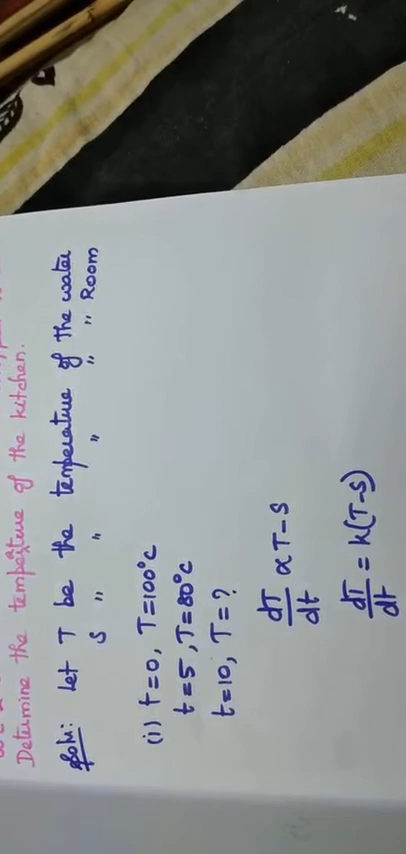 Determine the temperature of the kitchen.
Soln: Let T be the temperature of the water
S " " " " " Room
(i) t=0, T=100°C
t=5, T=80°C
t=10, T=?
dT/dt ∝ T-S
dT/dt = k(T-S)